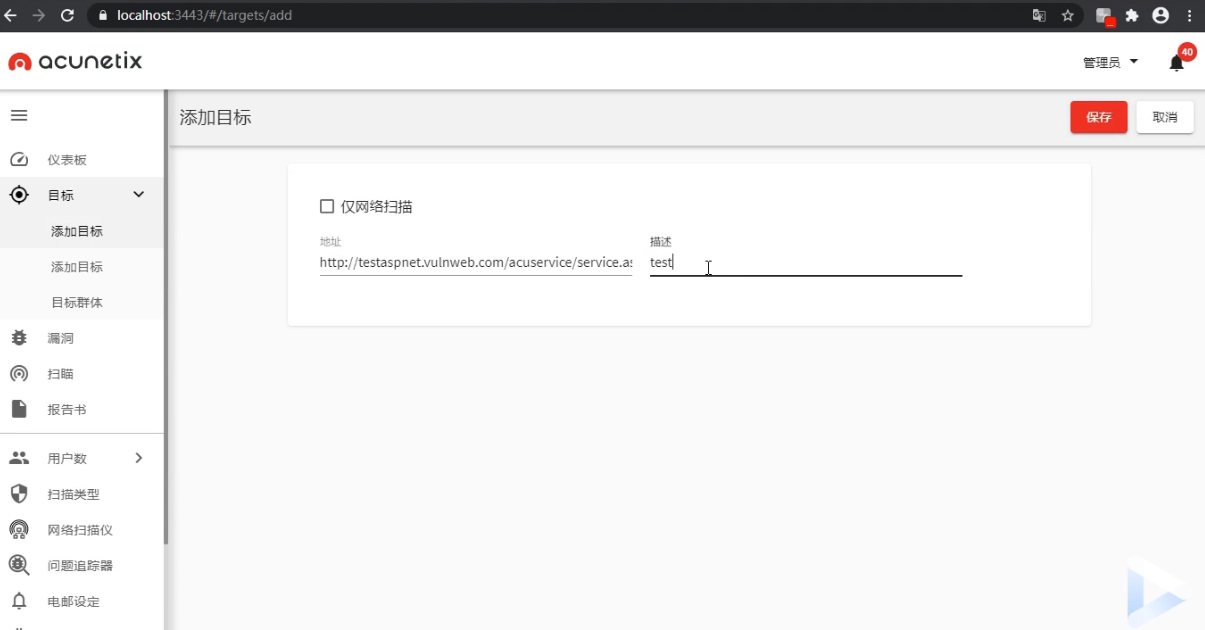 localhost:3443/#/targets/add
acunetix
管理员
40
添加目标
保存
取消
仪表板
目标
添加目标
添加目标
目标群体
漏洞
扫瞄
报告书
用户数
扫描类型
网络扫描仪
问题追踪器
电邮设定
仅网络扫描
地址
描述
http://testaspnet.vulnweb.com/acuservice/service.as
test